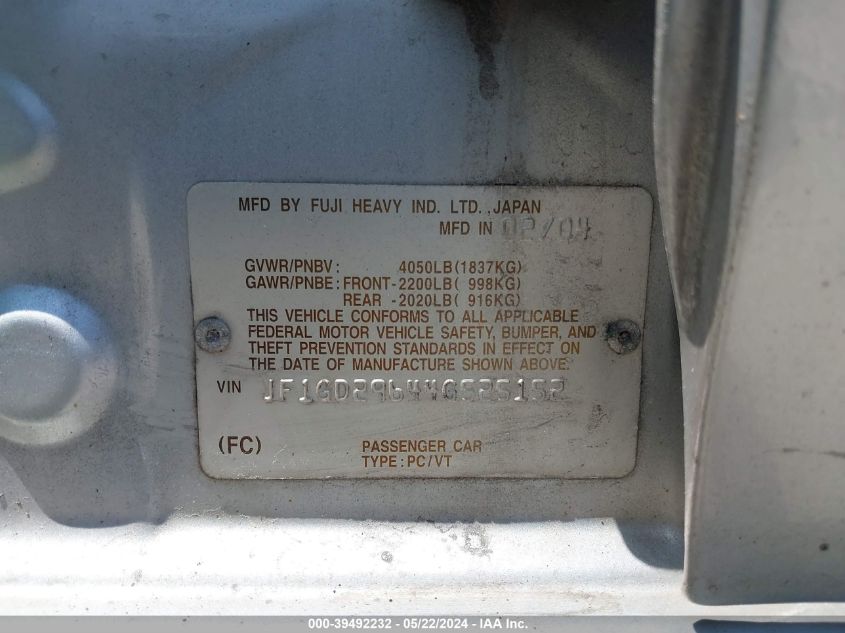 MFD BY FUJI HEAVY IND. LTD.,JAPAN
MFD IN 02/04
GVWR/PNBV: 4050LB(1837KG)
GAWR/PNBE: FRONT-2200LB( 998KG)
REAR -2020LB( 916KG)
THIS VEHICLE CONFORMS TO ALL APPLICABLE
FEDERAL MOTOR VEHICLE SAFETY, BUMPER, AND
THEFT PREVENTION STANDARDS IN EFFECT ON
THE DATE OF MANUFACTURE SHOWN ABOVE.
VIN JF1GD29644G525152
(FC) PASSENGER CAR
TYPE:PC/VT
000-39492232 - 05/22/2024 - IAA Inc.